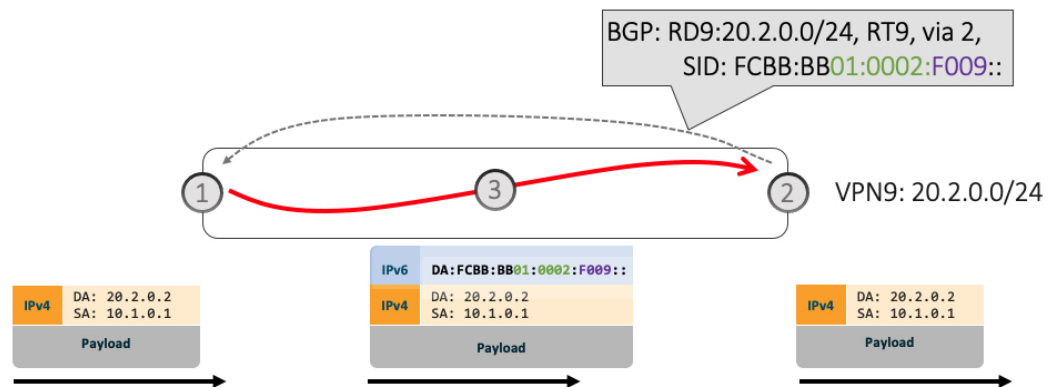 BGP: RD9:20.2.0.0/24, RT9, via 2,
SID: FCBB:BB01:0002:F009::
1
3
2
VPN9: 20.2.0.0/24
IPv6 DA:FCBB:BB01:0002:F009::
IPv4 DA: 20.2.0.2
SA: 10.1.0.1
Payload
IPv4 DA: 20.2.0.2
SA: 10.1.0.1
Payload
IPv4 DA: 20.2.0.2
SA: 10.1.0.1
Payload